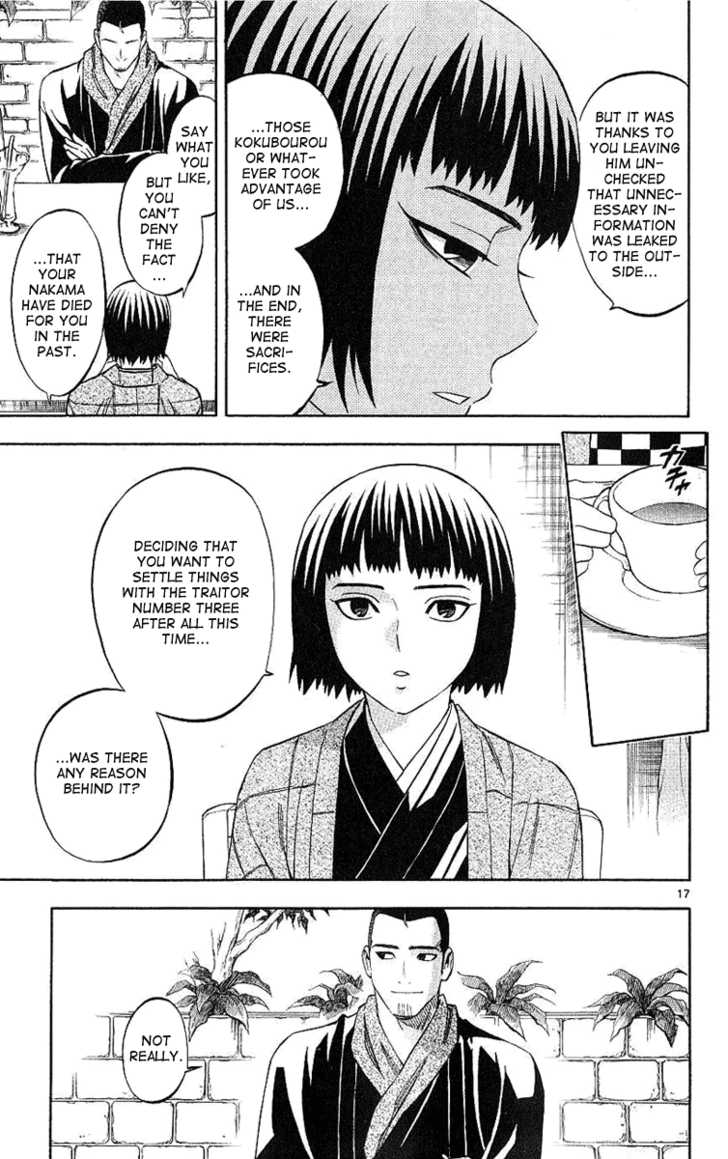 BUT IT WAS
THANKS TO
YOU LEAVING
HIM UN-
CHECKED
THAT UNNEC-
ESSARY IN-
FORMATION
WAS LEAKED
TO THE OUT-
SIDE...
...THOSE
KOKUBOUROU
OR WHAT-
EVER TOOK
ADVANTAGE
OF US...
...AND IN
THE END,
THERE
WERE
SACRI-
FICES.
SAY
WHAT
YOU
LIKE,
BUT
YOU
CAN'T
DENY
THE
FACT
...
...THAT
YOUR
NAKAMA
HAVE DIED
FOR YOU
IN THE
PAST.
カチャ
DECIDING THAT
YOU WANT TO
SETTLE THINGS
WITH THE TRAITOR
NUMBER THREE
AFTER ALL THIS
TIME...
...WAS THERE
ANY REASON
BEHIND IT?
17
NOT
REALLY.